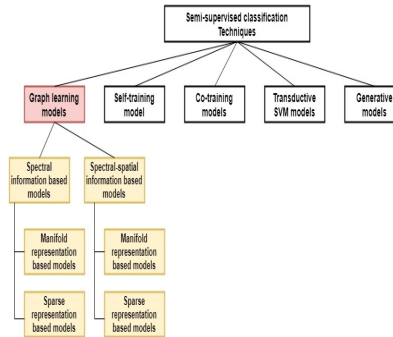 Semi-supervised classification
Techniques
Graph learning
models
Self-training
model
Co-training
models
Transductive
SVM models
Generative
models
Spectral
information based
models
Spectral-spatial
information based
models
Manifold
representation
based models
Manifold
representation
based models
Sparse
representation
based models
Sparse
representation
based models